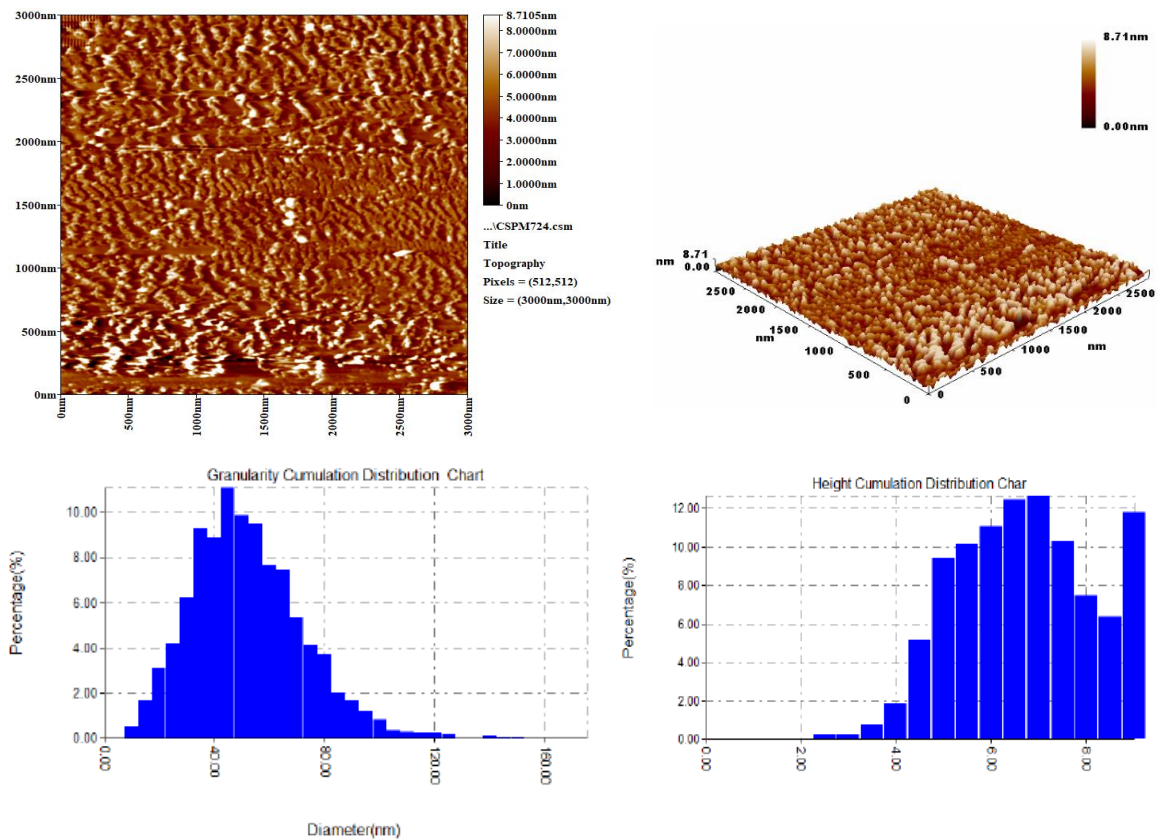 3000nm
2500nm
2000nm
1500nm
1000nm
500nm
0nm
0nm
500nm
1000nm
1500nm
2000nm
2500nm
3000nm
8.7105nm
8.0000nm
7.0000nm
6.0000nm
5.0000nm
4.0000nm
3.0000nm
2.0000nm
1.0000nm
0nm
...\CSPM724.csm
Title
Topography
Pixels = (512,512)
Size = (3000nm,3000nm)
8.71nm
0.00nm
nm 8.71
0.00
2500
2000
1500
nm
1000
500
0
0
500
1000
nm
1500
2000
2500
Granularity Cumulation Distribution Chart
Percentage(%)
10.00
8.00
6.00
4.00
2.00
0.00
0.00
40.00
80.00
120.00
160.00
Diameter(nm)
Height Cumulation Distribution Char
Percentage(%)
12.00
10.00
8.00
6.00
4.00
2.00
0.00
0.00
2.00
4.00
6.00
8.00